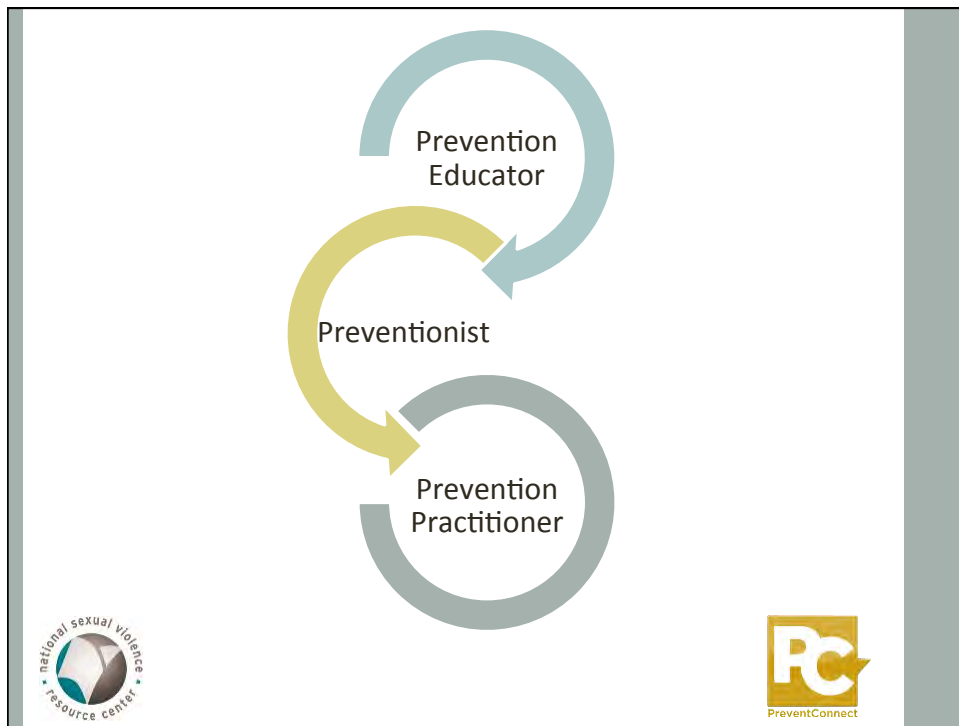 Prevention
Educator
Preventionist
Prevention
Practitioner
national sexual violence
resource center
PC
PreventConnect